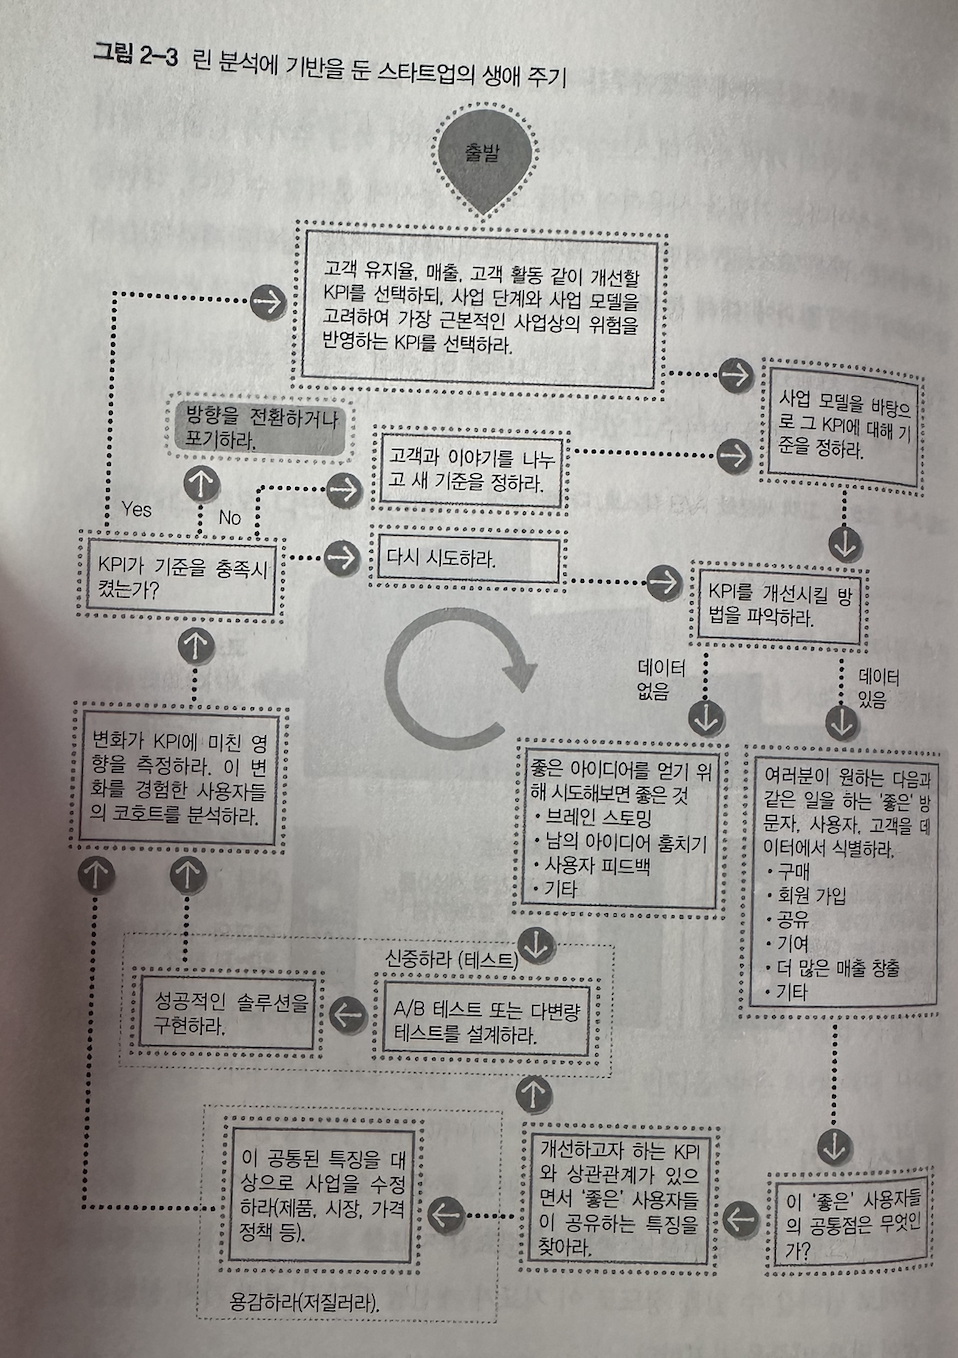 그림 2-3 린 분석에 기반을 둔 스타트업의 생애 주기
출발
고객 유지율, 매출, 고객 활동 같이 개선할
KPI를 선택하되, 사업 단계와 사업 모델을
고려하여 가장 근본적인 사업상의 위험을
반영하는 KPI를 선택하라.
사업 모델을 바탕으
로 그 KPI에 대해 기
준을 정하라.
방향을 전환하거나
포기하라.
고객과 이야기를 나누
고 새 기준을 정하라.
Yes
No
KPI가 기준을 충족시
켰는가?
다시 시도하라.
KPI를 개선시킬 방
법을 파악하라.
데이터
없음
데이터
있음
변화가 KPI에 미친 영
향을 측정하라. 이 변
화를 경험한 사용자들
의 코호트를 분석하라.
좋은 아이디어를 얻기 위
해 시도해보면 좋은 것
• 브레인 스토밍
• 남의 아이디어 훔치기
• 사용자 피드백
• 기타
여러분이 원하는 다음과
같은 일을 하는 '좋은' 방
문자, 사용자, 고객을 데
이터에서 식별하라.
• 구매
• 회원 가입
• 공유
• 기여
• 더 많은 매출 창출
• 기타
신중하라 (테스트)
성공적인 솔루션을
구현하라.
A/B 테스트 또는 다변량
테스트를 설계하라.
이 공통된 특징을 대
상으로 사업을 수정
하라(제품, 시장, 가격
정책 등).
개선하고자 하는 KPI
와 상관관계가 있으
면서 '좋은' 사용자들
이 공유하는 특징을
찾아라.
이 '좋은' 사용자들
의 공통점은 무엇인
가?
용감하라(저질러라).